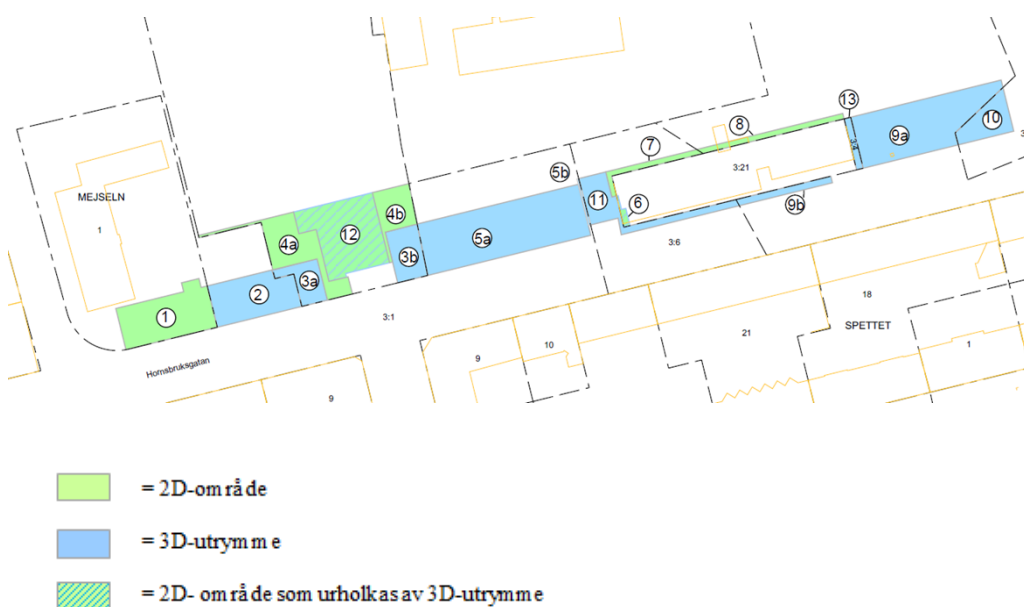 13
8
9a
10
3:4
7
3:21
5b
MEJSELN
11
6
9b
1
4b
12
4a
5a
3:6
3b
3a
2
18
1
3:1
SPETTET
21
10
1
9
Hornsbruksgatan
9
= 2D-område
= 3D-utrymme
= 2D- område som urholkas av 3D-utrymme